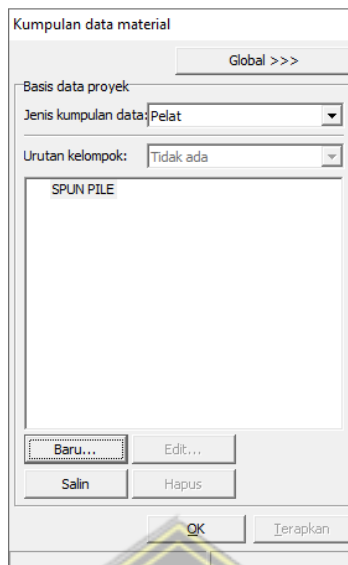 Kumpulan data material
Global >>>
Basis data proyek
Jenis kumpulan data: Pelat
Urutan kelompok: Tidak ada
SPUN PILE
Baru... Edit...
Salin Hapus
OK Terapkan